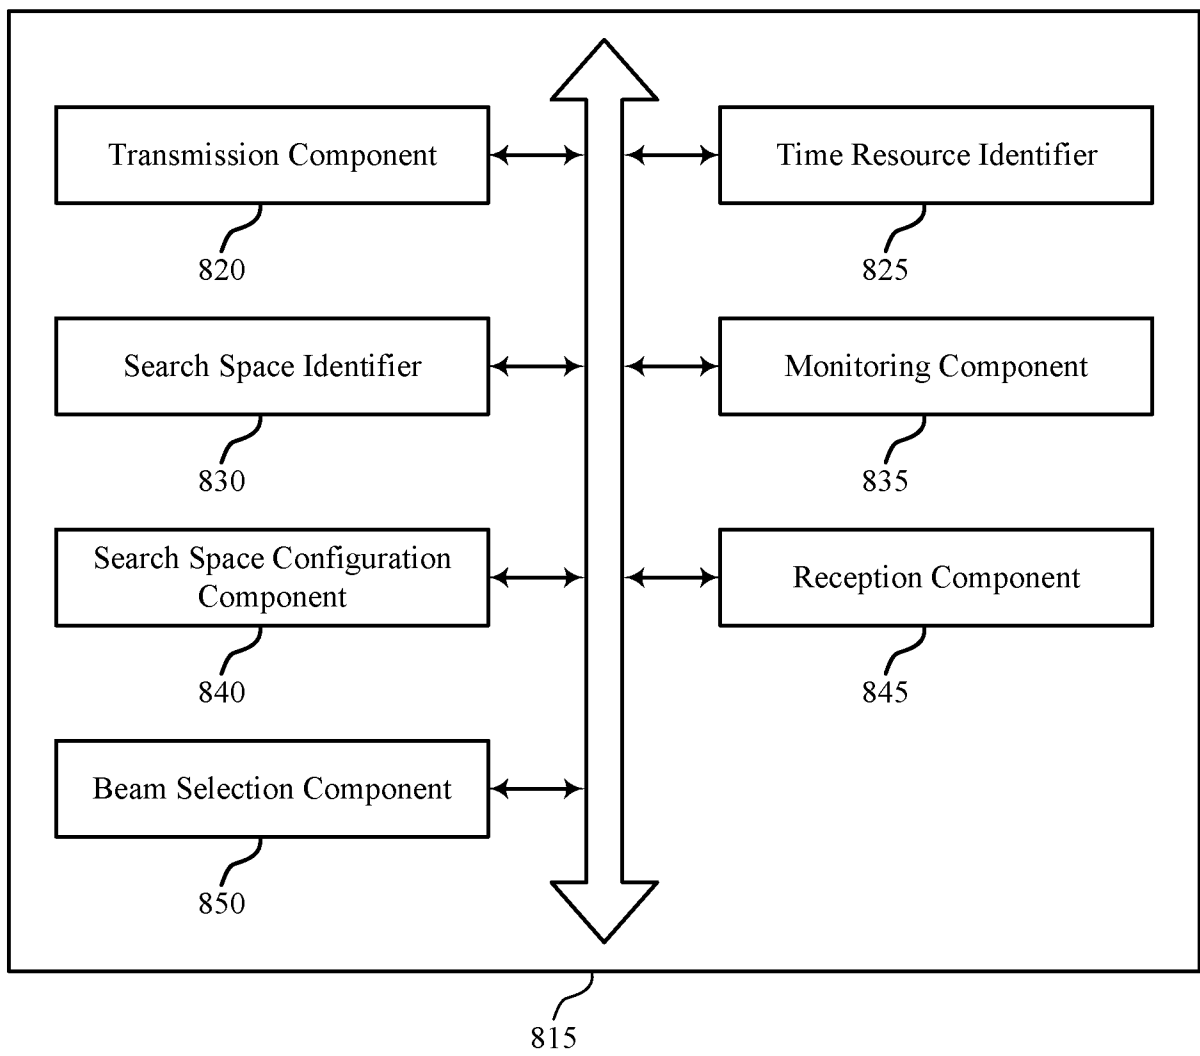 Transmission Component
820
Time Resource Identifier
825
Search Space Identifier
830
Monitoring Component
835
Search Space Configuration
Component
840
Reception Component
845
Beam Selection Component
850
815